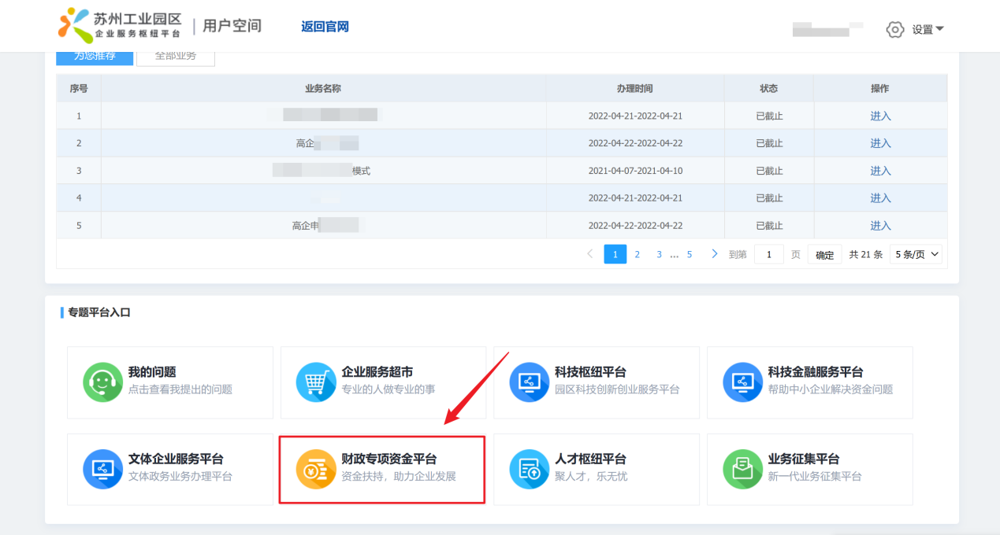 苏州工业园区
企业服务枢纽平台
用户空间
返回官网
设置
为您推荐 全部业务
序号 业务名称 办理时间 状态 操作
1 2022-04-21-2022-04-21 已截止 进入
2 高企 2022-04-22-2022-04-22 已截止 进入
3 模式 2021-04-07-2021-04-10 已截止 进入
4 2022-04-21-2022-04-21 已截止 进入
5 高企申 2022-04-22-2022-04-22 已截止 进入
1 2 3 ... 5 到第 1 页 确定 共 21 条 5 条/页
专题平台入口
我的问题
点击查看我提出的问题
企业服务超市
专业的人做专业的事
科技枢纽平台
园区科技创新创业服务平台
科技金融服务平台
帮助中小企业解决资金问题
文体企业服务平台
文体政务业务办理平台
财政专项资金平台
资金扶持，助力企业发展
人才枢纽平台
聚人才，乐无忧
业务征集平台
新一代业务征集平台